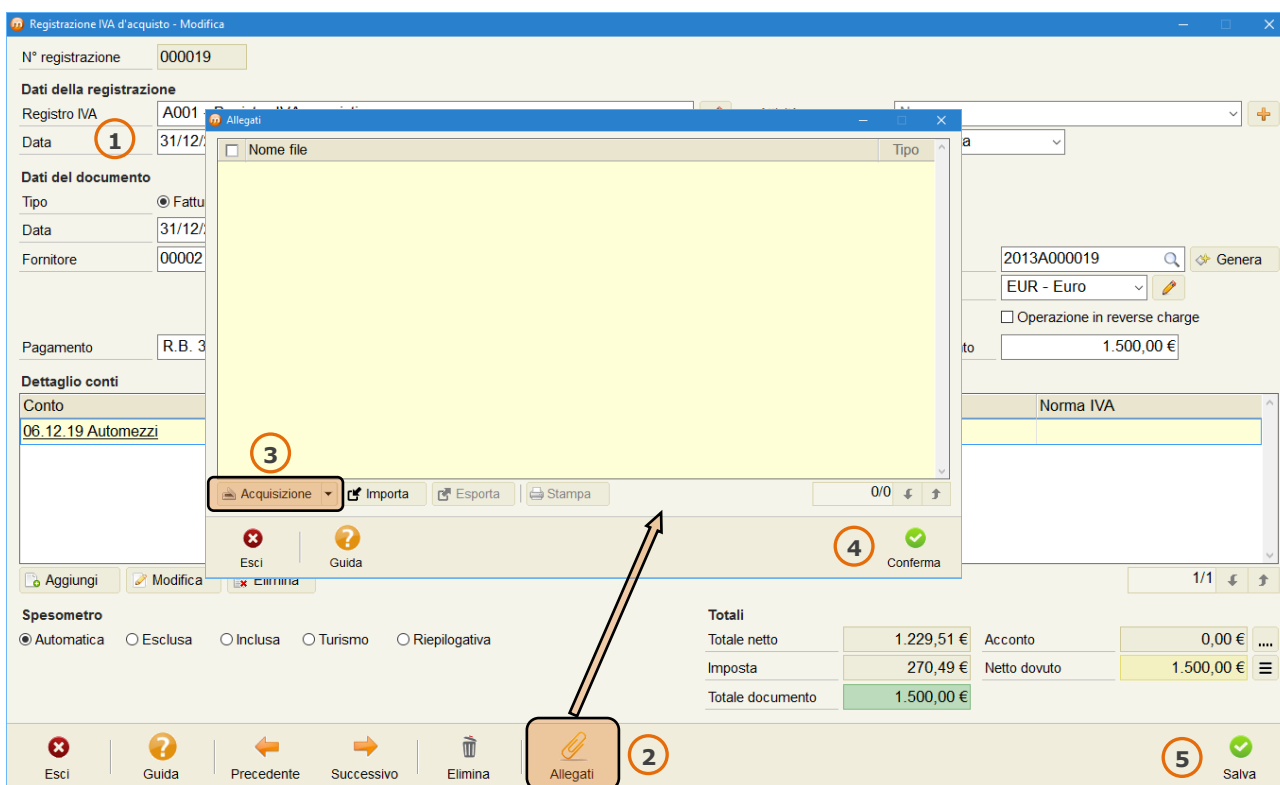 Registrazione IVA d'acquisto - Modifica
N° registrazione 000019
Dati della registrazione
Registro IVA A001
1
Data 31/12/
Allegati
Nome file Tipo
a
Dati del documento
Tipo Fattu
Data 31/12/
Fornitore 00002 2013A000019 Genera
EUR - Euro
Operazione in reverse charge
Pagamento R.B. 3 to 1.500,00 €
Dettaglio conti
Conto Norma IVA
06.12.19 Automezzi
3
Acquisizione Importa Esporta Stampa 0/0
Esci Guida 4 Conferma
Aggiungi Modifica Elimina 1/1
Spesometro Totali
Automatica Esclusa Inclusa Turismo Riepilogativa Totale netto 1.229,51 € Acconto 0,00 € ....
Imposta 270,49 € Netto dovuto 1.500,00 €
Totale documento 1.500,00 €
Esci Guida Precedente Successivo Elimina Allegati 2 5 Salva